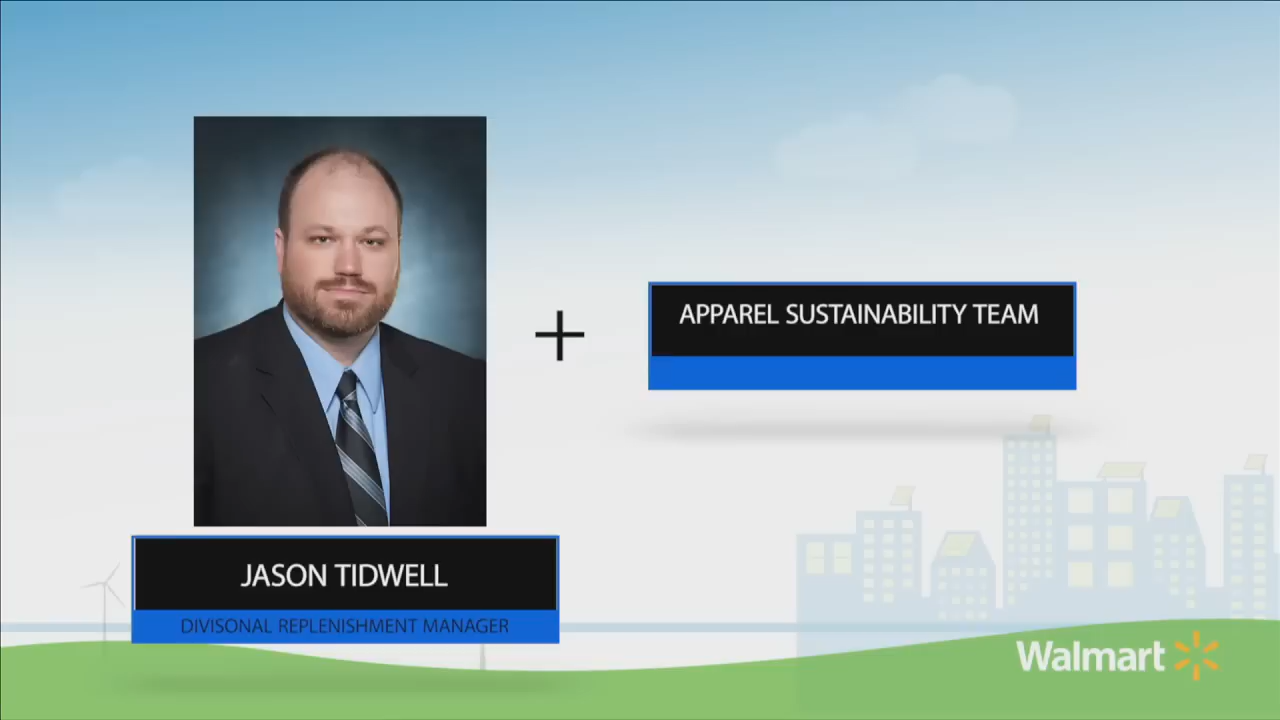 APPAREL SUSTAINABILITY TEAM
JASON TIDWELL
DIVISONAL REPLENISHMENT MANAGER
Walmart